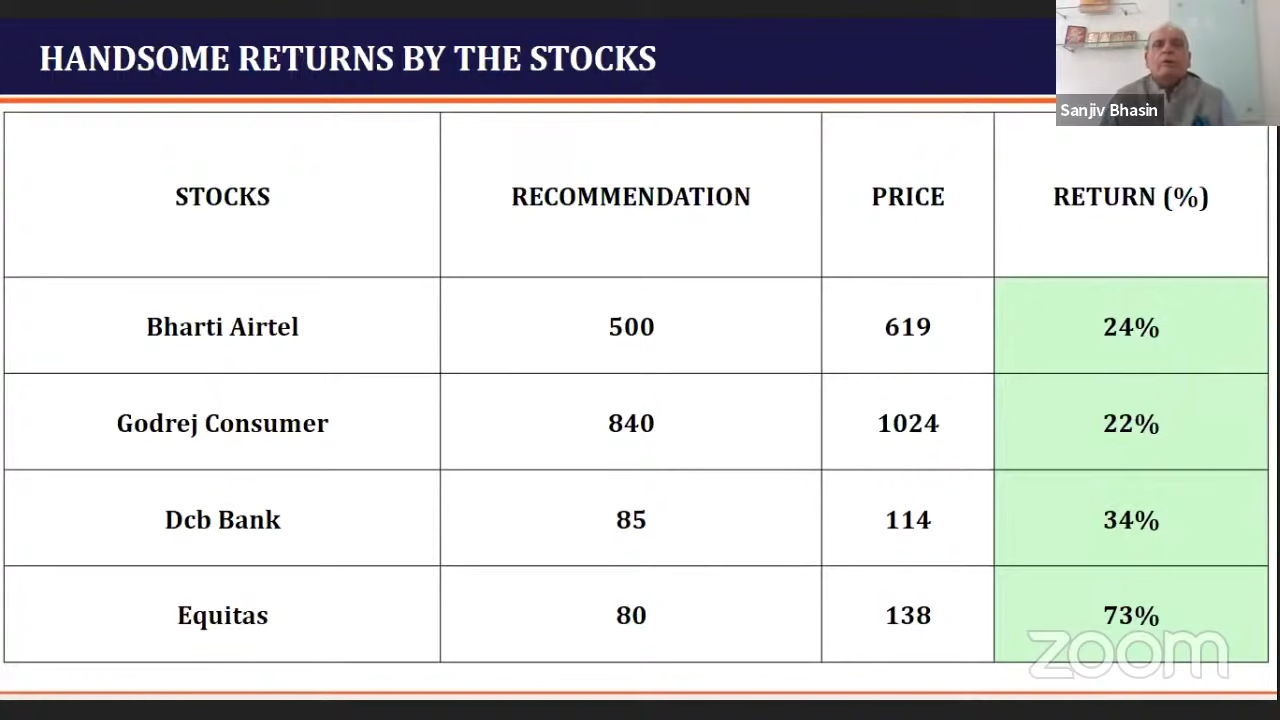 HANDSOME RETURNS BY THE STOCKS
Sanjiv Bhasin
STOCKS RECOMMENDATION PRICE RETURN (%)
Bharti Airtel 500 619 24%
Godrej Consumer 840 1024 22%
Dcb Bank 85 114 34%
Equitas 80 138 73%
zoom